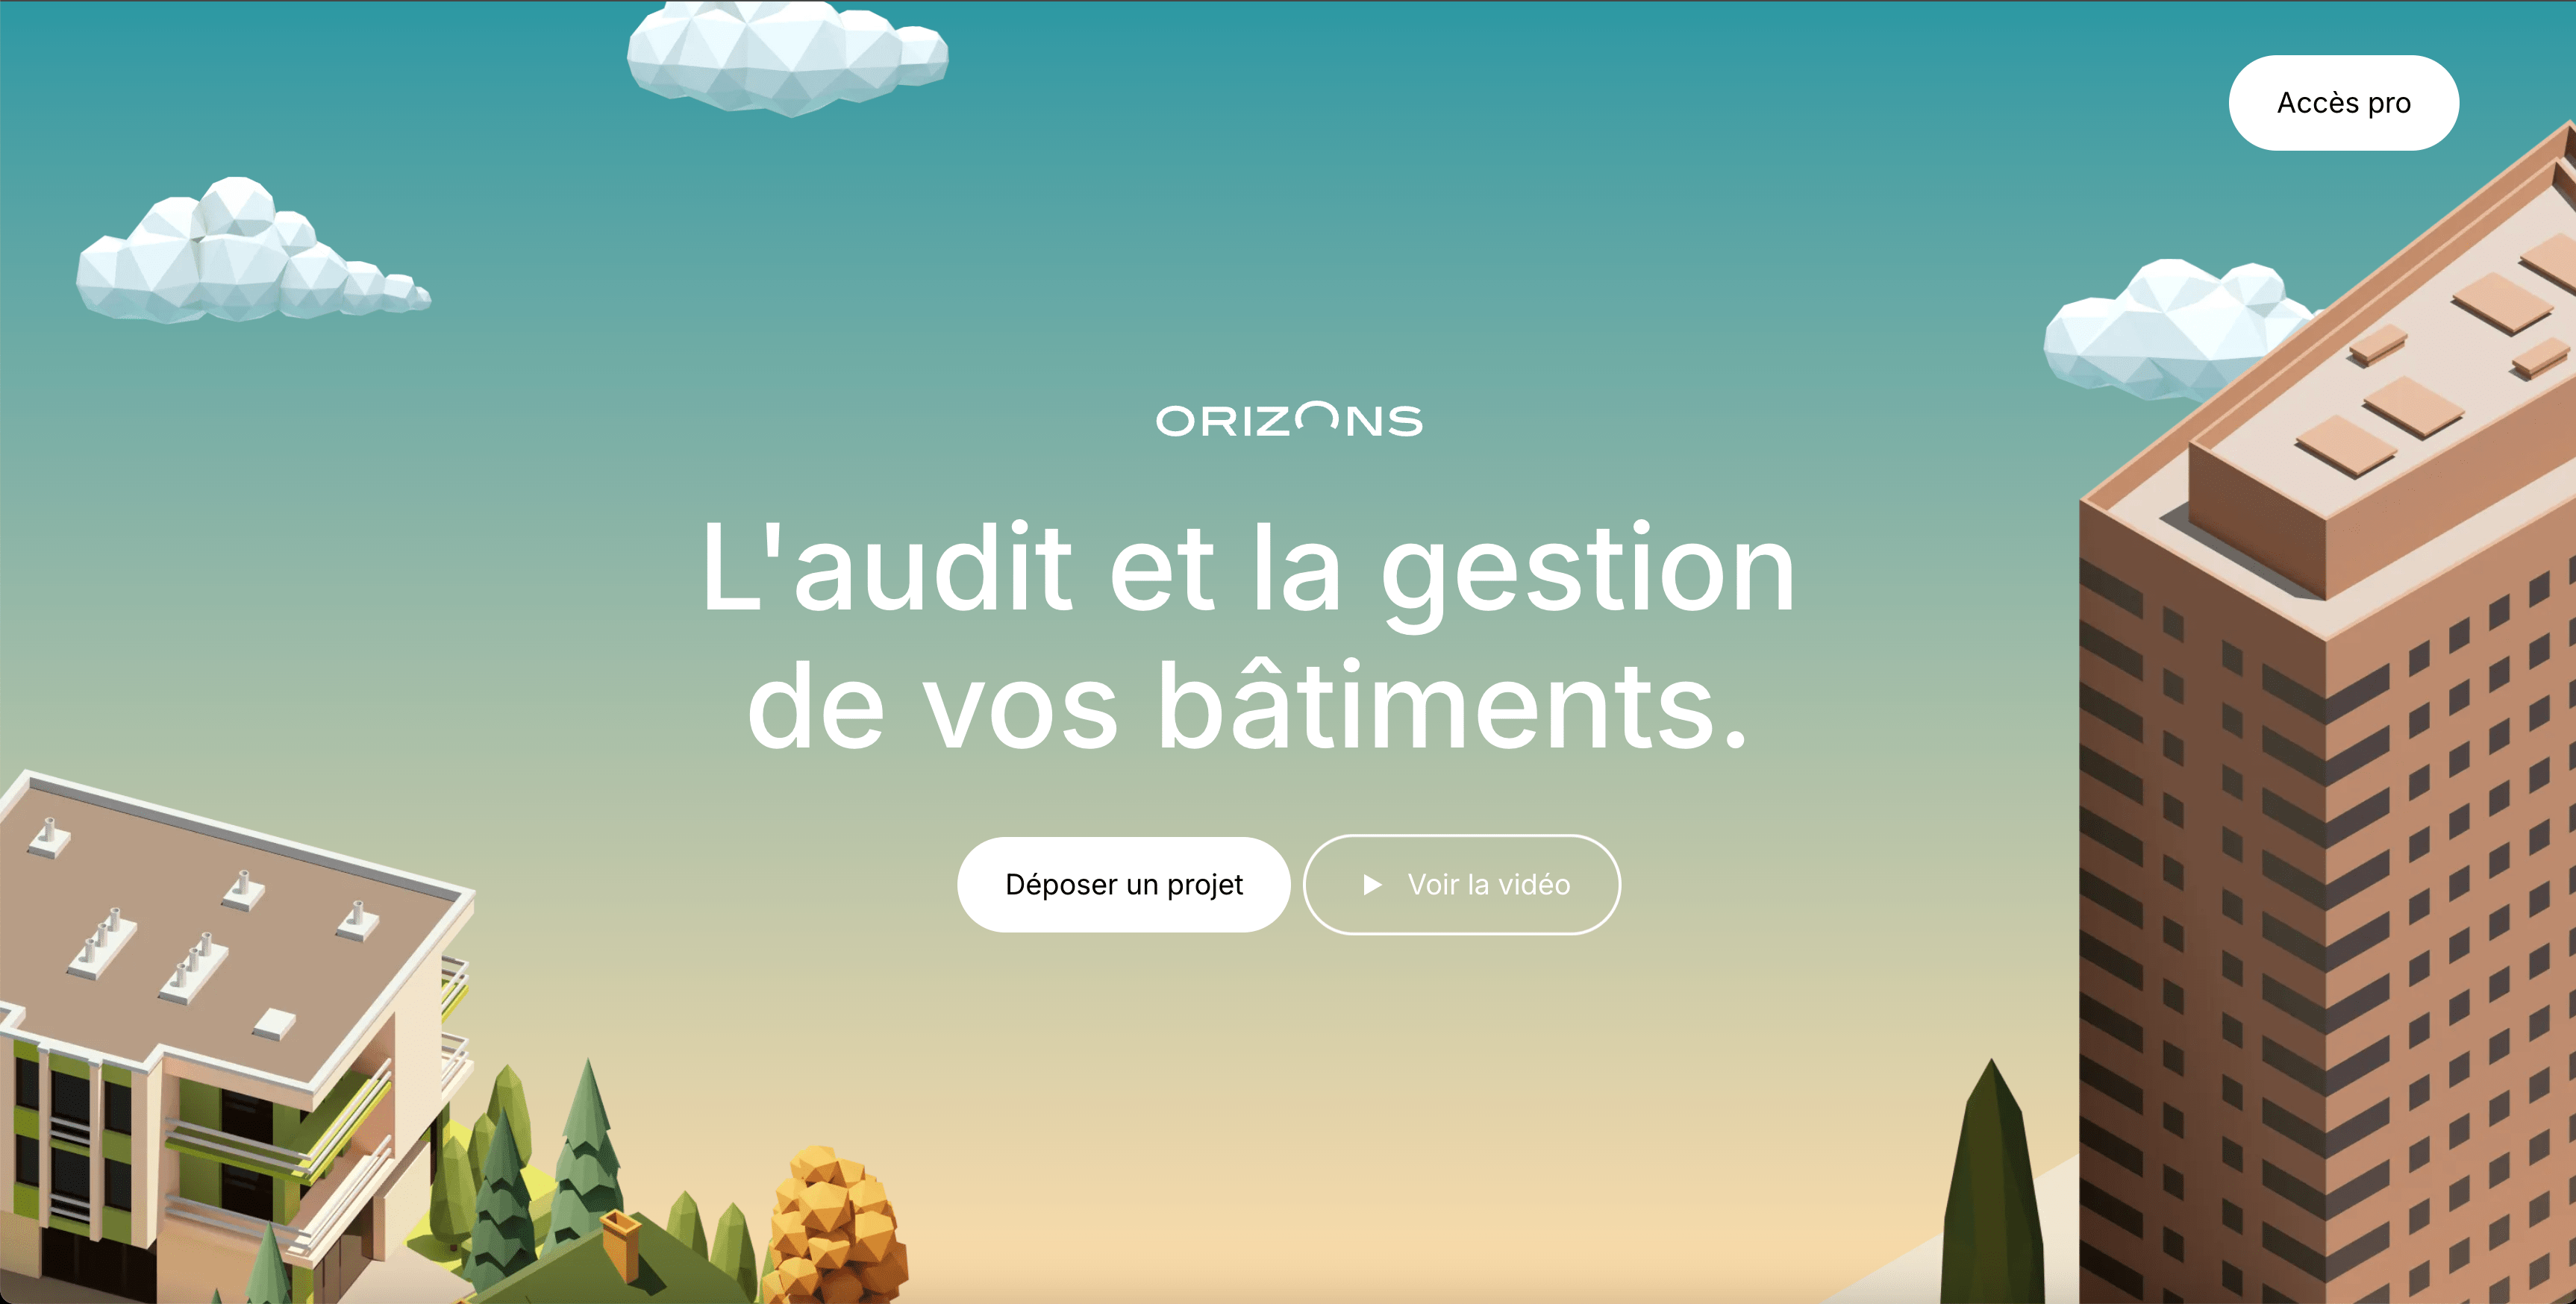 Accès pro
ORIZONS
L'audit et la gestion
de vos bâtiments.
Déposer un projet
Voir la vidéo